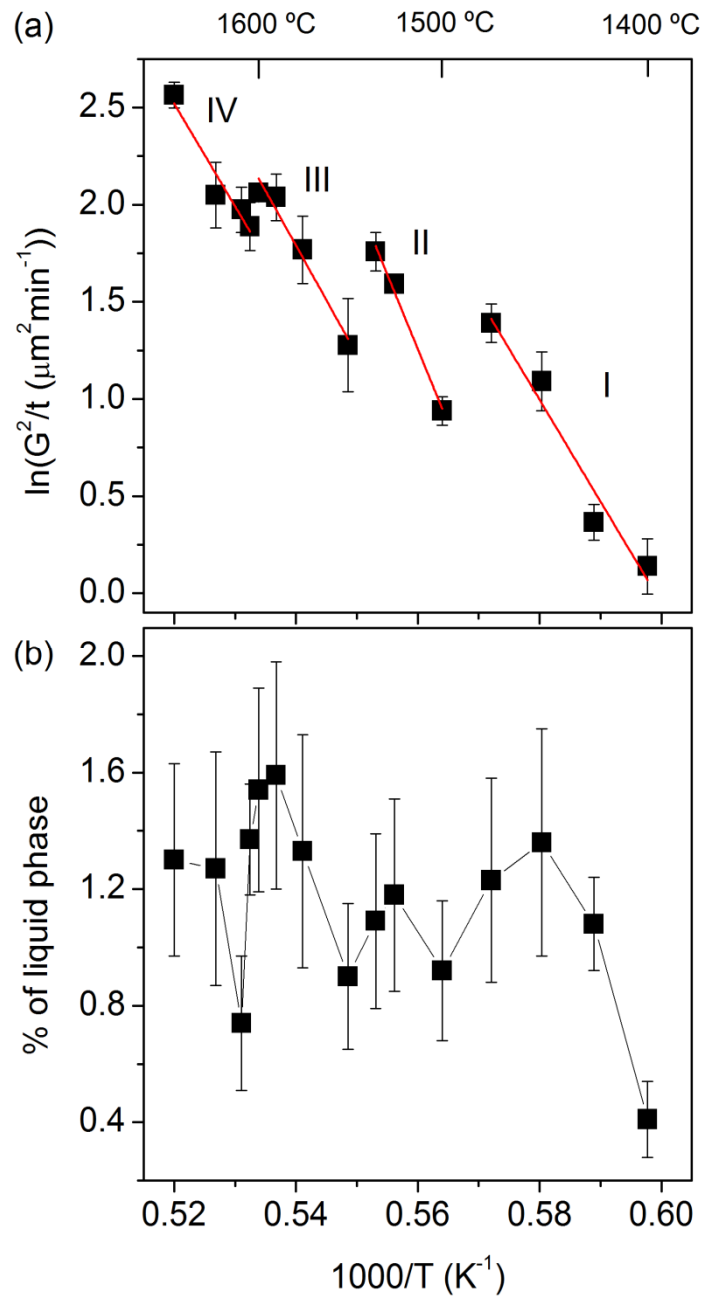 (a)
1600 ºC 1500 ºC 1400 ºC
ln(G²/t (μm²min⁻¹))
2.5
2.0
1.5
1.0
0.5
0.0
IV
III
II
I
(b)
% of liquid phase
2.0
1.6
1.2
0.8
0.4
0.52 0.54 0.56 0.58 0.60
1000/T (K⁻¹)